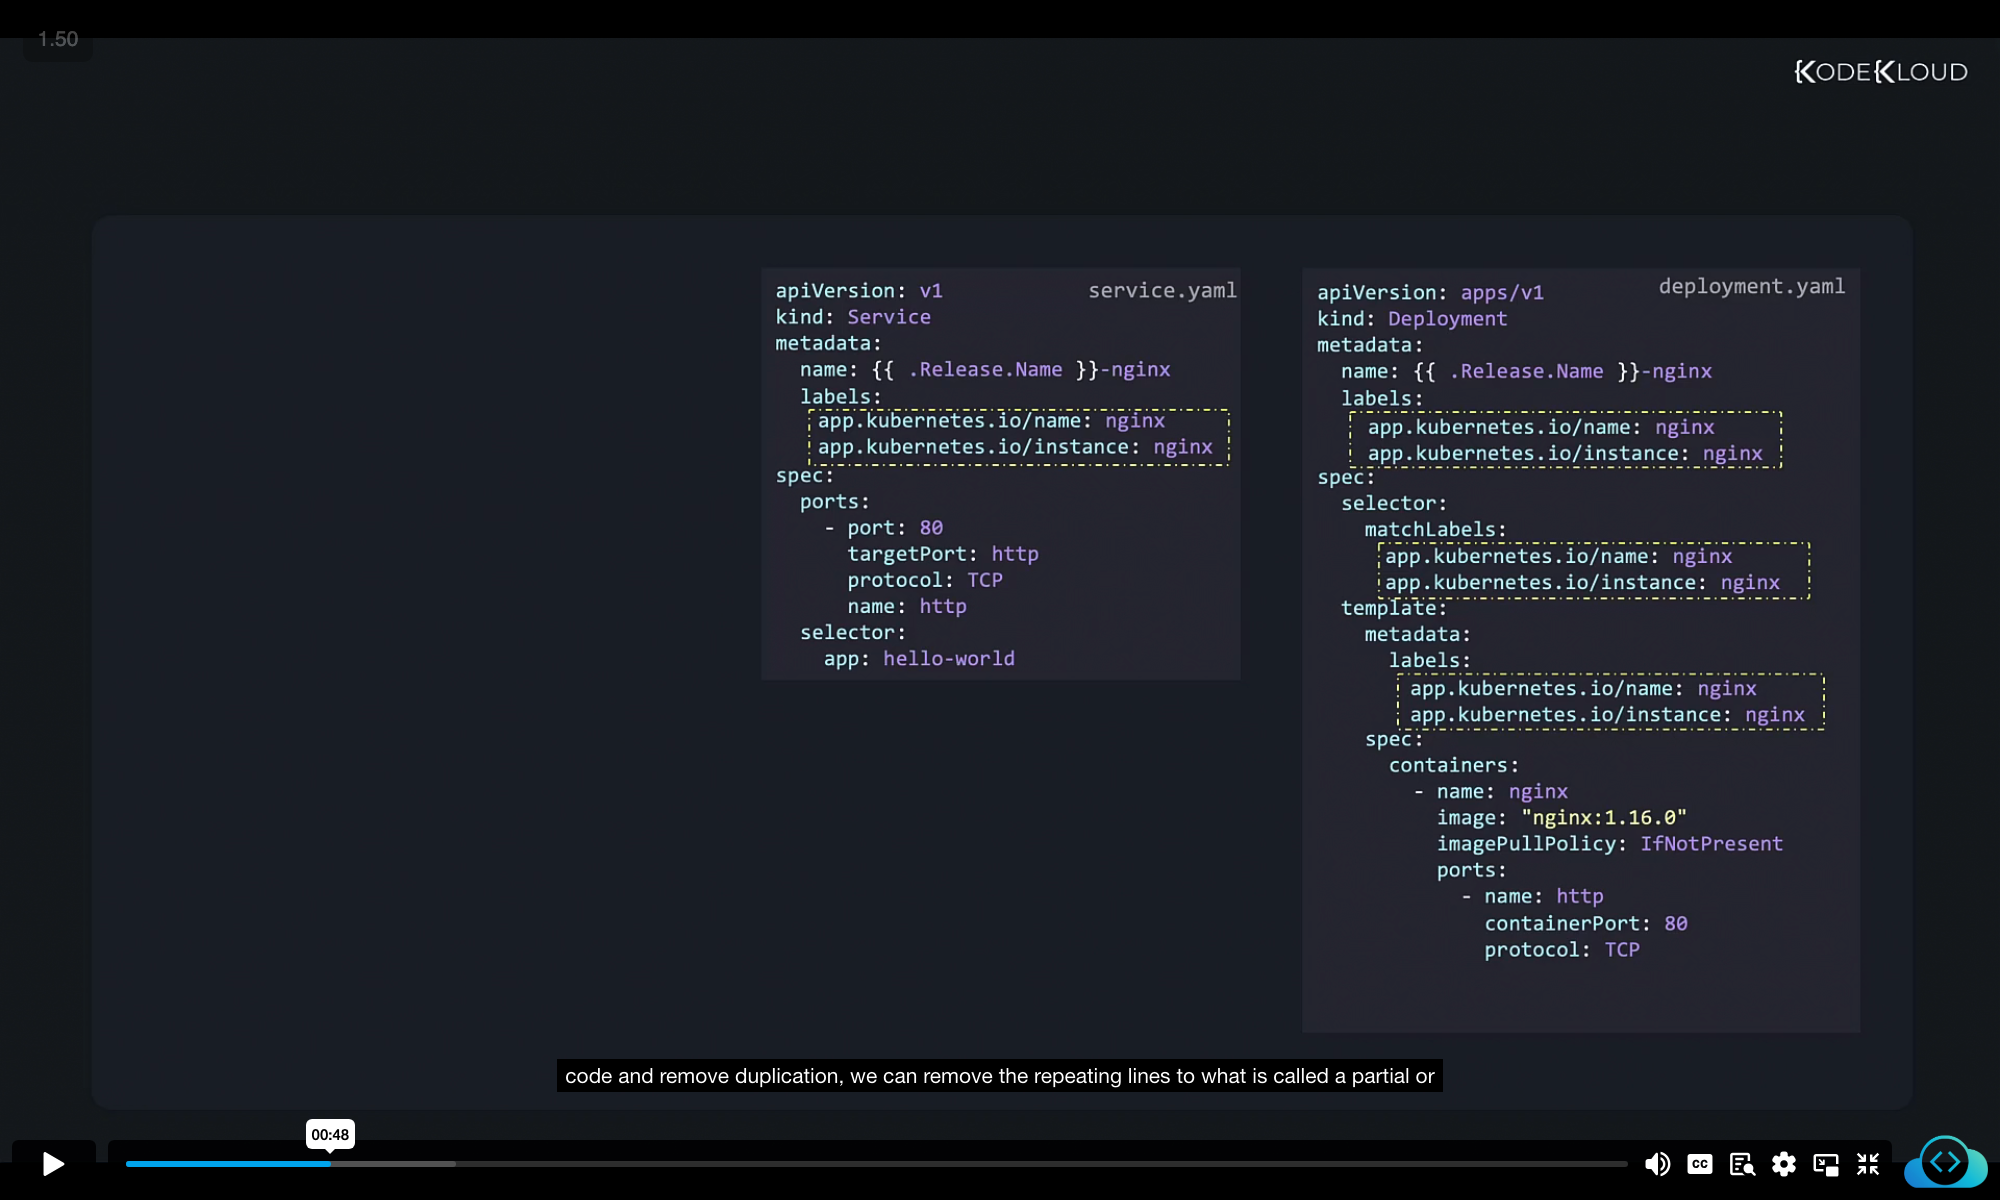 1.50
KODEKLOUD
apiVersion: v1
service.yaml
kind: Service
metadata:
  name: {{ .Release.Name }}-nginx
  labels:
    app.kubernetes.io/name: nginx
    app.kubernetes.io/instance: nginx
spec:
  ports:
    - port: 80
      targetPort: http
      protocol: TCP
      name: http
  selector:
    app: hello-world
apiVersion: apps/v1
deployment.yaml
kind: Deployment
metadata:
  name: {{ .Release.Name }}-nginx
  labels:
    app.kubernetes.io/name: nginx
    app.kubernetes.io/instance: nginx
spec:
  selector:
    matchLabels:
      app.kubernetes.io/name: nginx
      app.kubernetes.io/instance: nginx
  template:
    metadata:
      labels:
        app.kubernetes.io/name: nginx
        app.kubernetes.io/instance: nginx
    spec:
      containers:
        - name: nginx
          image: "nginx:1.16.0"
          imagePullPolicy: IfNotPresent
          ports:
            - name: http
              containerPort: 80
              protocol: TCP
code and remove duplication, we can remove the repeating lines to what is called a partial or
00:48
CC